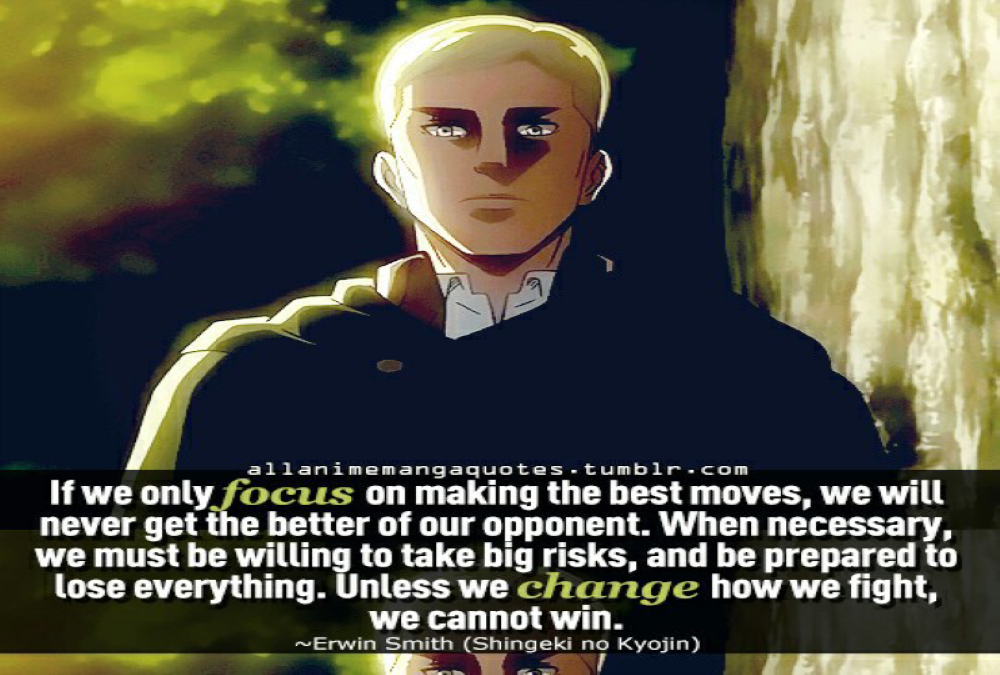 allanimemangaquotes.tumblr.com
If we only focus on making the best moves, we will
never get the better of our opponent. When necessary,
we must be willing to take big risks, and be prepared to
lose everything. Unless we change how we fight,
we cannot win.
~Erwin Smith (Shingeki no Kyojin)